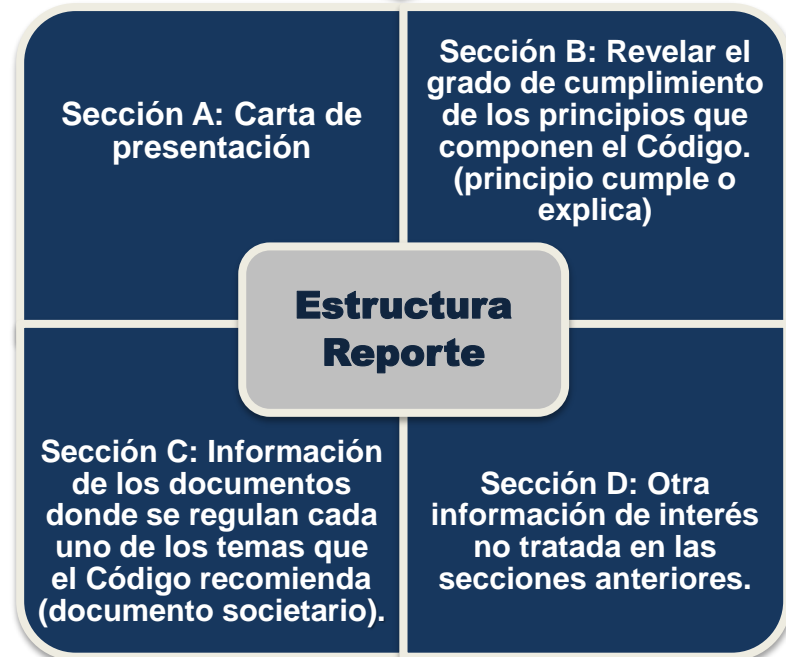 Sección A: Carta de
presentación
Sección B: Revelar el
grado de cumplimiento
de los principios que
componen el Código.
(principio cumple o
explica)
Estructura
Reporte
Sección C: Información
de los documentos
donde se regulan cada
uno de los temas que
el Código recomienda
(documento societario).
Sección D: Otra
información de interés
no tratada en las
secciones anteriores.